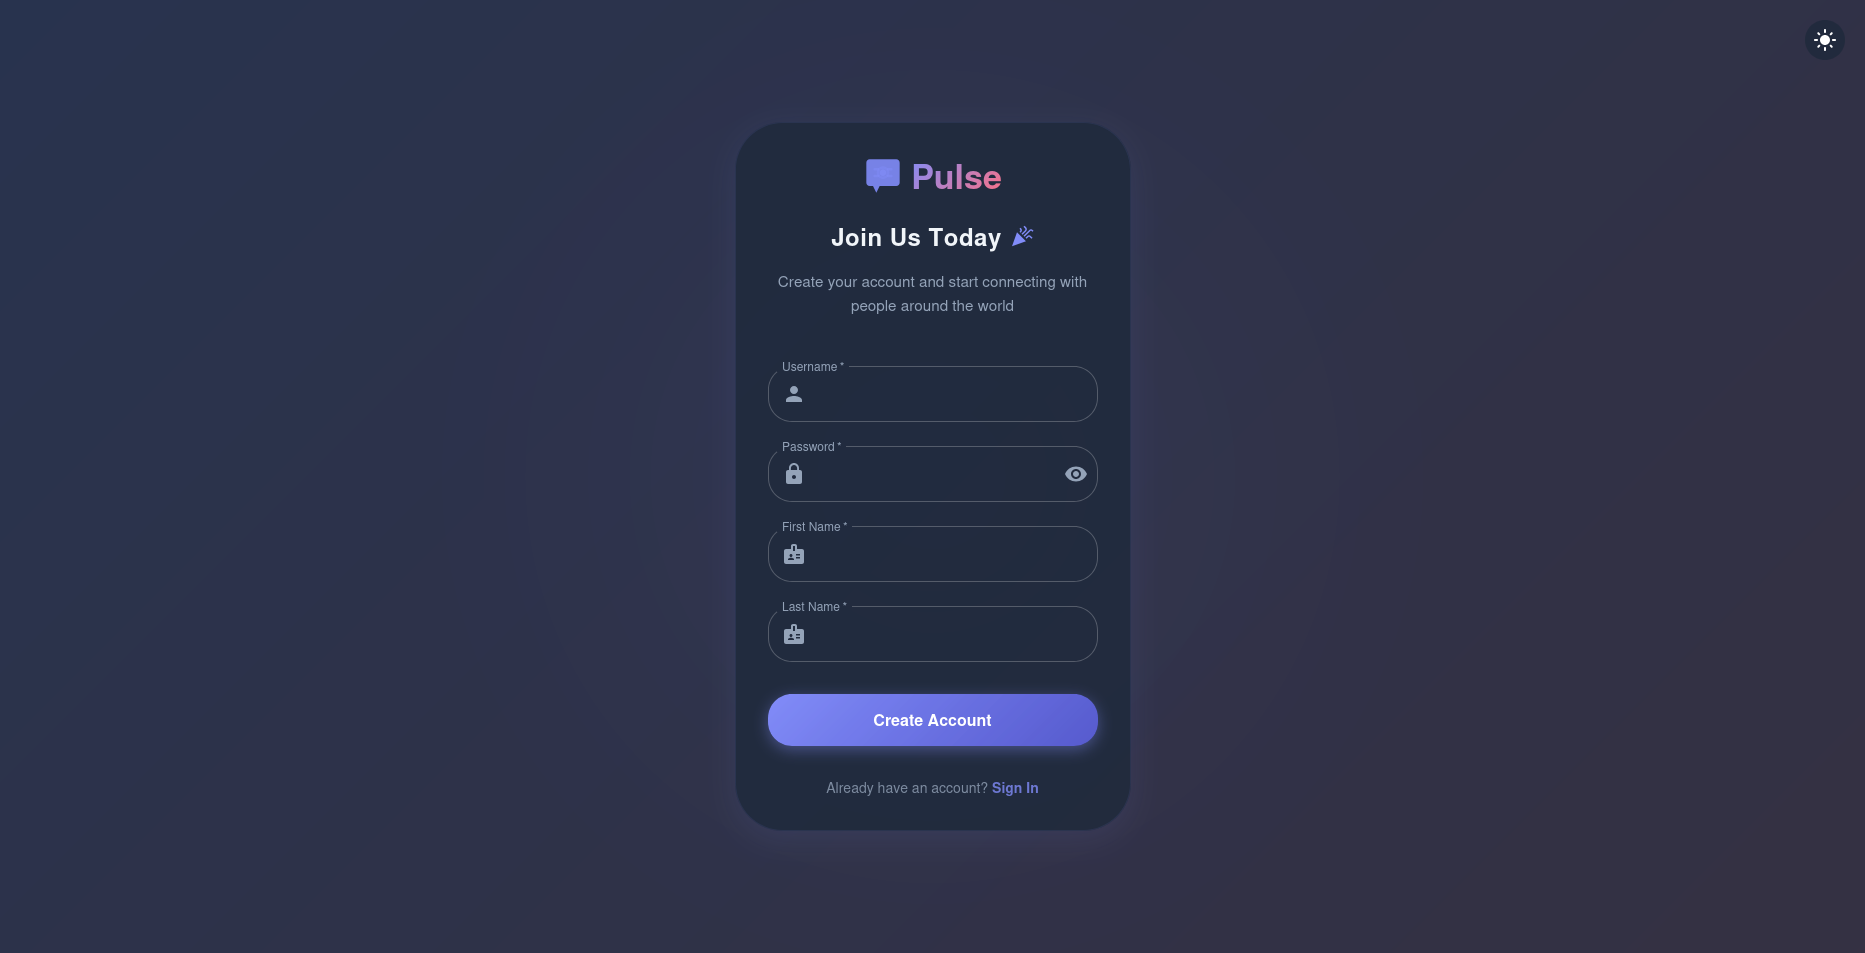 Pulse
Join Us Today
Create your account and start connecting with
people around the world
Username *
Password *
First Name *
Last Name *
Create Account
Already have an account? Sign In